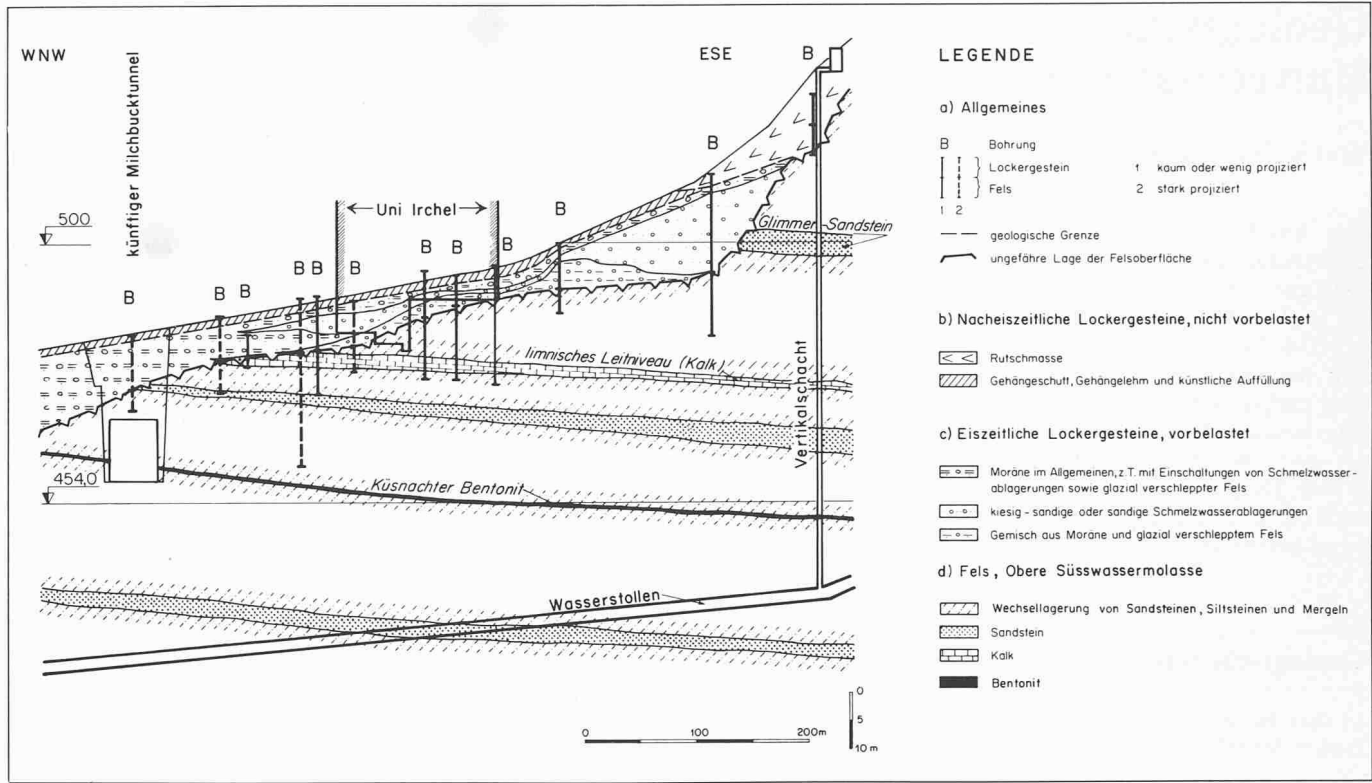 WNW
künftiger Milchbucktunnel
ESE
B
B
B
Uni Irchel
500
Glimmer-Sandstein
B
B
B
B
B
B
B
B
B
limnisches Leitniveau (Kalk)
Vertikalschacht
454,0
Küsnachter Bentonit
Wasserstollen
0 100 200m
0
5
10 m
LEGENDE
a) Allgemeines
B Bohrung
Lockergestein 1 kaum oder wenig projiziert
Fels 2 stark projiziert
1 2
geologische Grenze
ungefähre Lage der Felsoberfläche
b) Nacheiszeitliche Lockergesteine, nicht vorbelastet
Rutschmasse
Gehängeschutt, Gehängelehm und künstliche Auffüllung
c) Eiszeitliche Lockergesteine, vorbelastet
Moräne im Allgemeinen, z.T. mit Einschaltungen von Schmelzwasser-
ablagerungen sowie glazial verschleppter Fels
kiesig - sandige oder sandige Schmelzwasserablagerungen
Gemisch aus Moräne und glazial verschlepptem Fels
d) Fels, Obere Süsswassermolasse
Wechsellagerung von Sandsteinen, Siltsteinen und Mergeln
Sandstein
Kalk
Bentonit